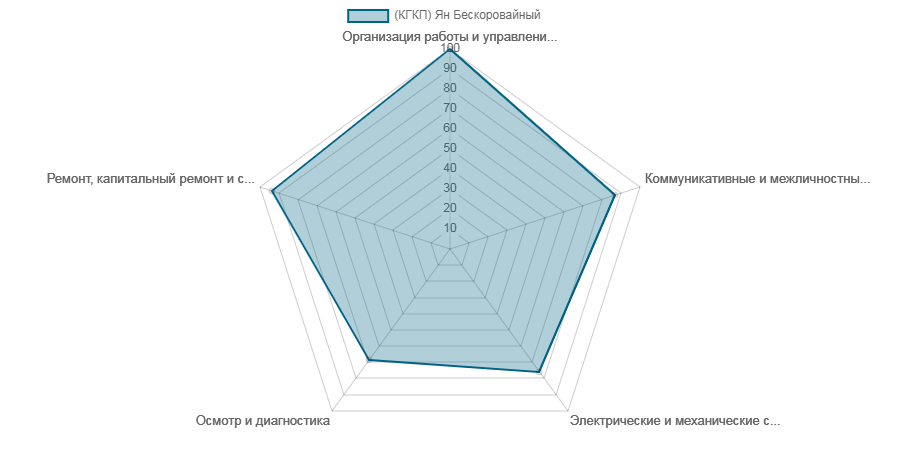 (КГКП) Ян Бескоровайный
Организация работы и управлени...
100
90
80
70
60
50
40
30
20
10
Ремонт, капитальный ремонт и с...
Коммуникативные и межличностны...
Осмотр и диагностика
Электрические и механические с...